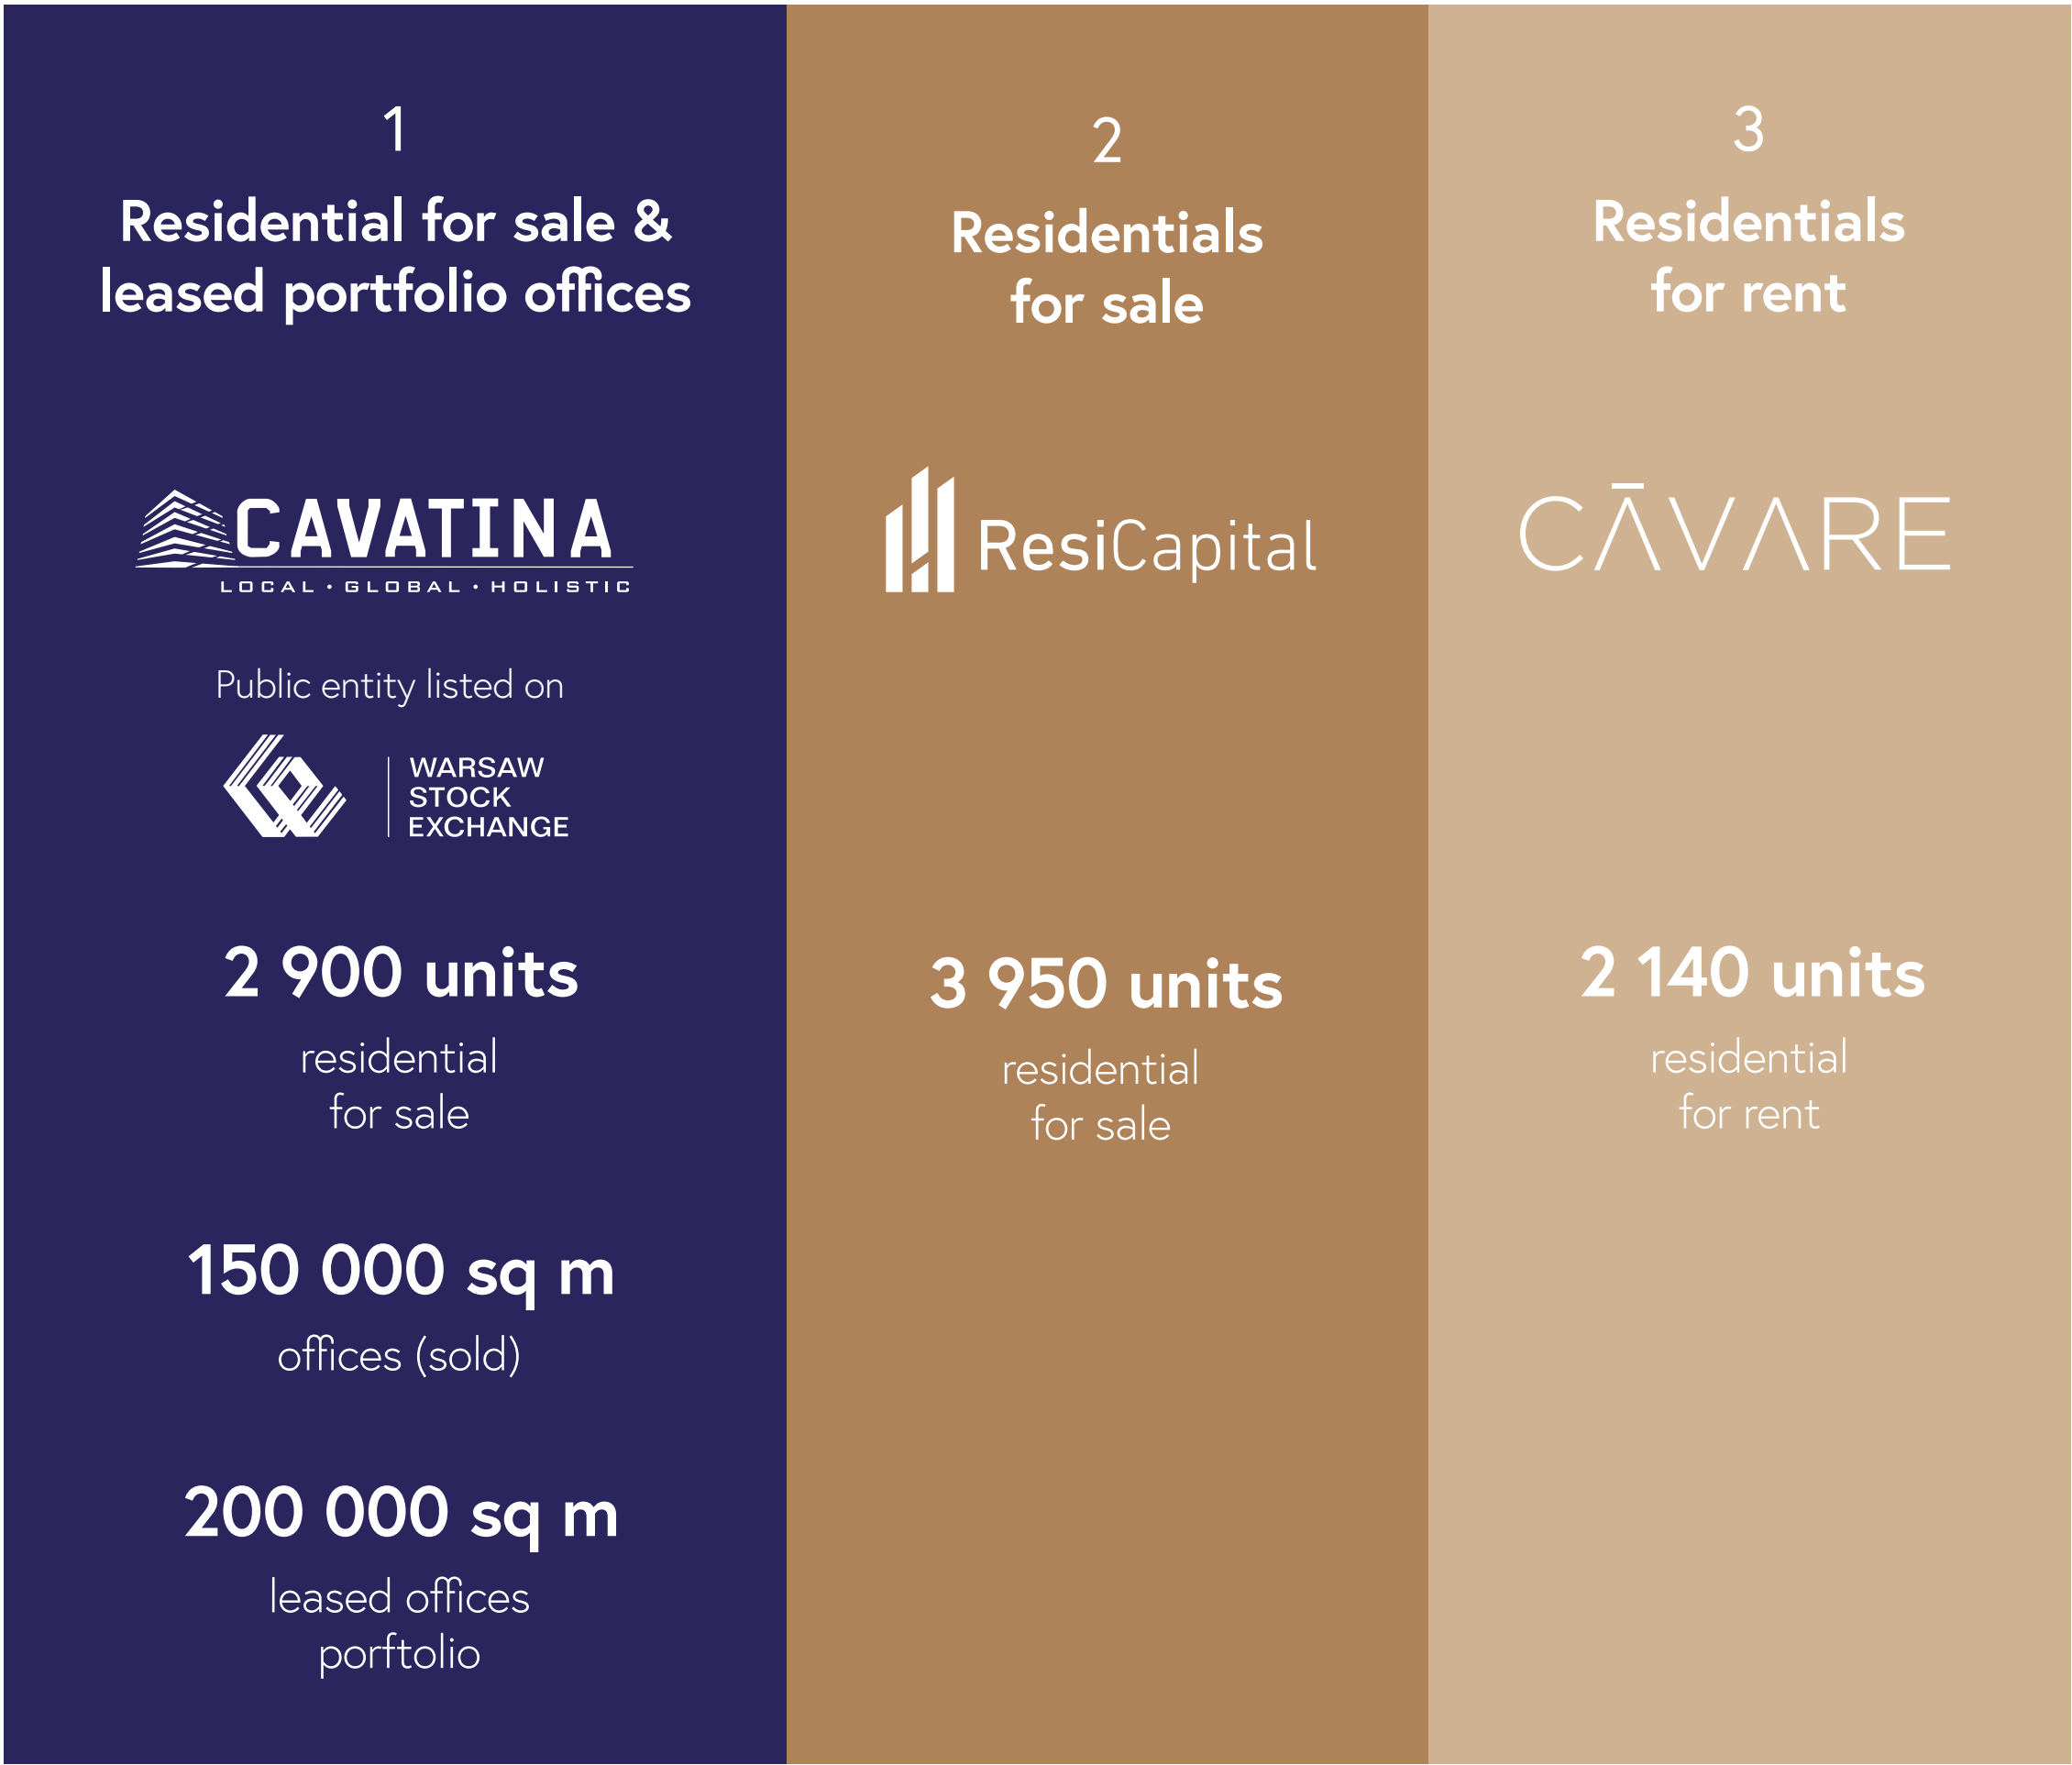 1
Residential for sale &
leased portfolio offices
CAVATINA
LOCAL · GLOBAL · HOLISTIC
Public entity listed on
WARSAW
STOCK
EXCHANGE
2 900 units
residential
for sale
150 000 sq m
offices (sold)
200 000 sq m
leased offices
porftolio
2
Residentials
for sale
ResiCapital
3 950 units
residential
for sale
3
Residentials
for rent
CĀVARE
2 140 units
residential
for rent